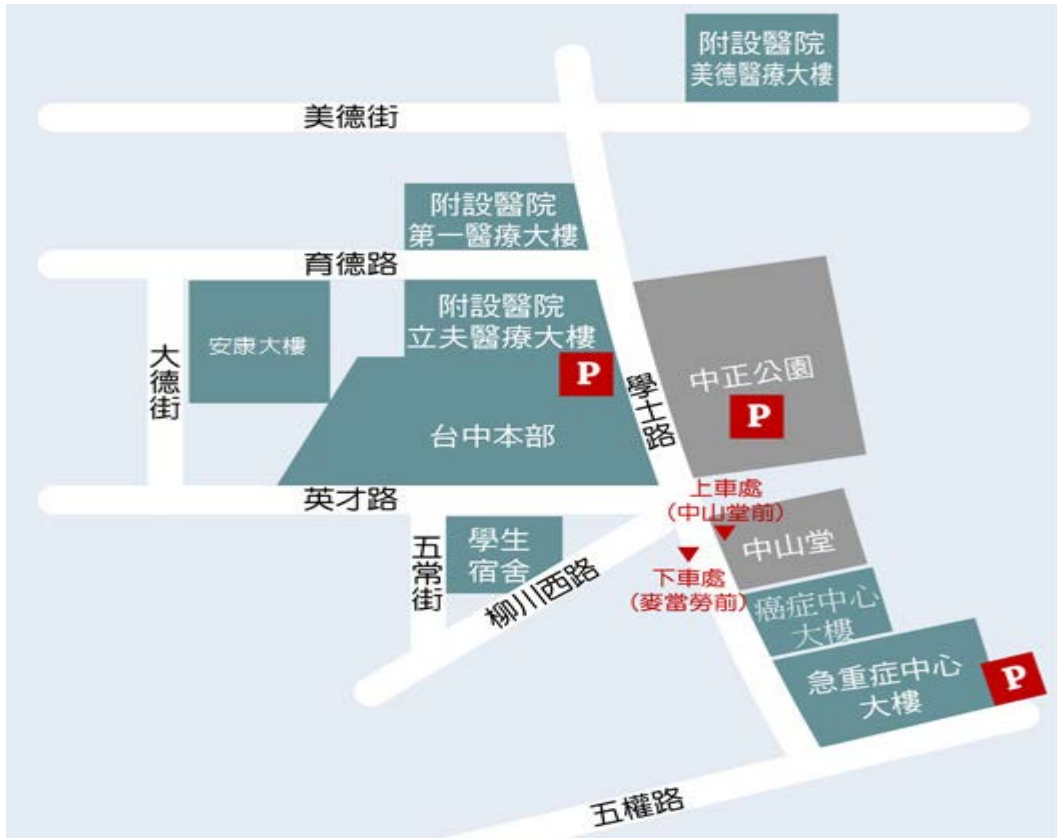 附設醫院
美德醫療大樓
美德街
附設醫院
第一醫療大樓
育德路
附設醫院
立夫醫療大樓
安康大樓
大德街
P
學士路
中正公園
P
台中本部
英才路
上車處
(中山堂前)
五常街
學生
宿舍
中山堂
柳川西路
下車處
(麥當勞前)
癌症中心
大樓
急重症中心
大樓
P
五權路